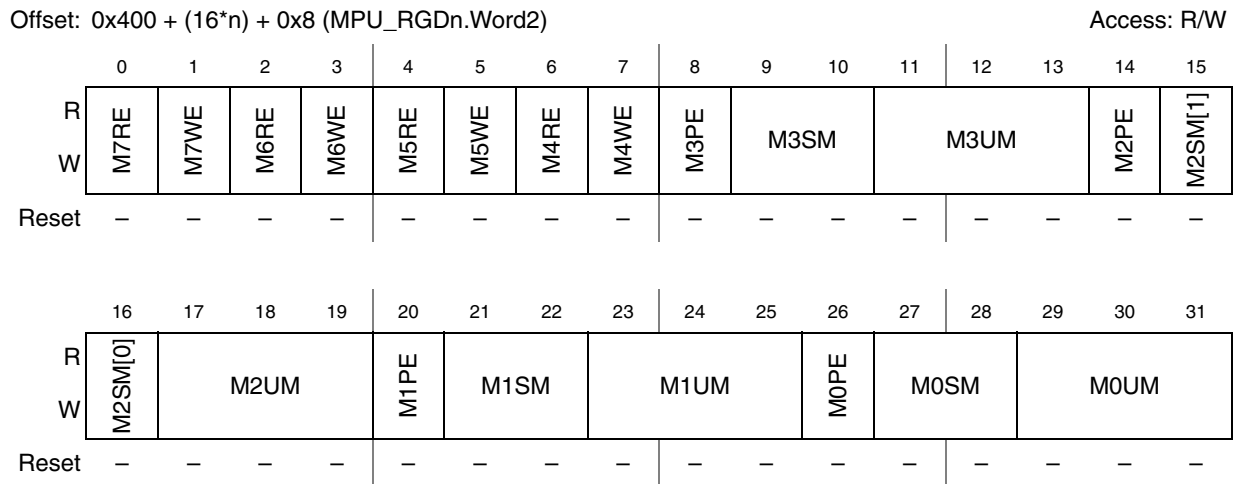 Offset: 0x400 + (16*n) + 0x8 (MPU_RGDn.Word2) Access: R/W
0 1 2 3 4 5 6 7 8 9 10 11 12 13 14 15
R
W
M7RE M7WE M6RE M6WE M5RE M5WE M4RE M4WE M3PE M3SM M3UM M2PE M2SM[1]
Reset – – – – – – – – – – – – – – – –
16 17 18 19 20 21 22 23 24 25 26 27 28 29 30 31
R
W
M2SM[0] M2UM M1PE M1SM M1UM M0PE M0SM M0UM
Reset – – – – – – – – – – – – – – – –